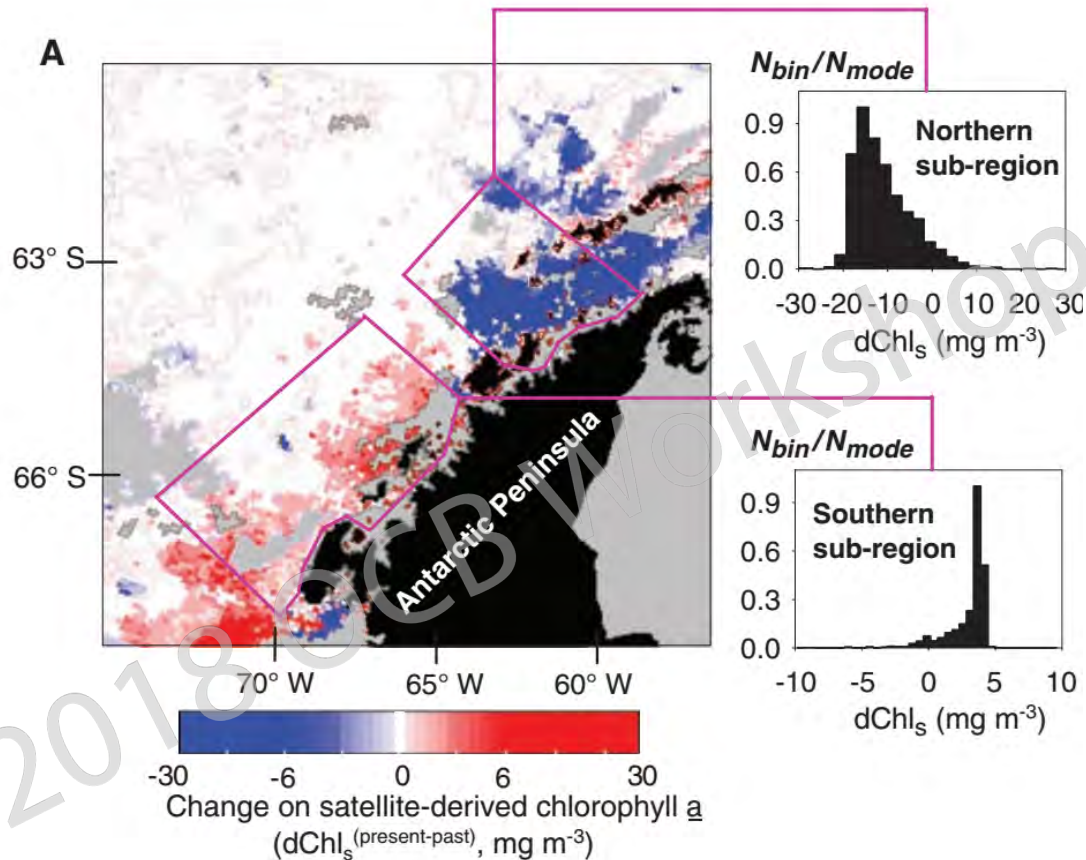 A
N_bin/N_mode
0.9
0.6
0.3
0.0
Northern
sub-region
-30 -20 -10 0 10 20 30
dChl_s (mg m^-3)
63° S
66° S
70° W 65° W 60° W
Antarctic Peninsula
N_bin/N_mode
0.9
0.6
0.3
0.0
Southern
sub-region
-10 -5 0 5 10
dChl_s (mg m^-3)
-30 -6 0 6 30
Change on satellite-derived chlorophyll a
(dChl_s^(present-past), mg m^-3)
2018 OCB Workshop